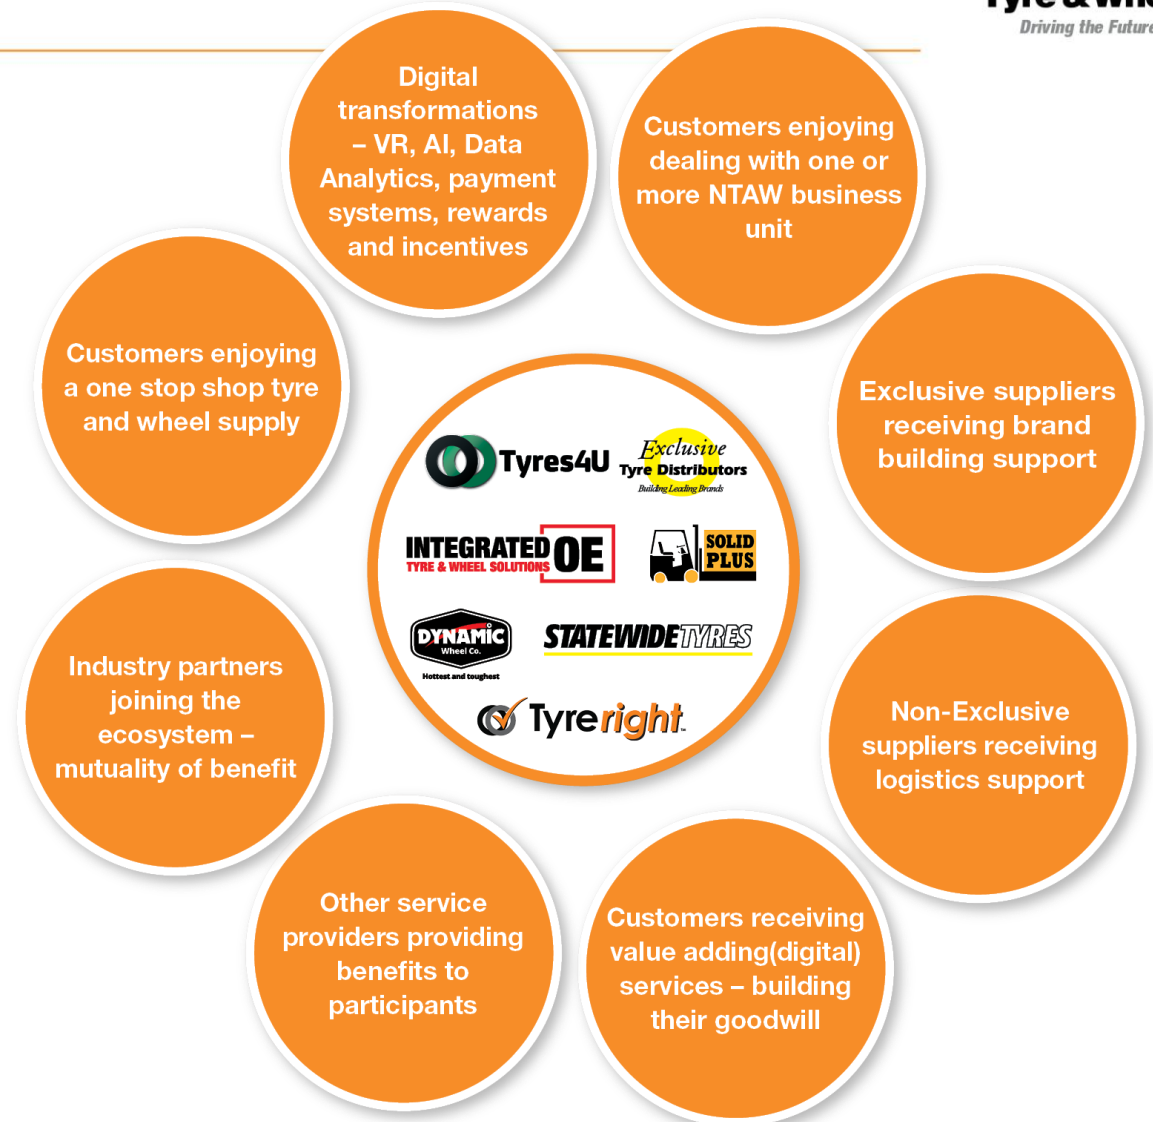 Driving the Future
Digital
transformations
– VR, AI, Data
Analytics, payment
systems, rewards
and incentives
Customers enjoying
dealing with one or
more NTAW business
unit
Customers enjoying
a one stop shop tyre
and wheel supply
Exclusive suppliers
receiving brand
building support
Tyres4U
Exclusive
Tyre Distributors
Building Leading Brands
INTEGRATED OE
TYRE & WHEEL SOLUTIONS
SOLID
PLUS
DYNAMIC
Wheel Co.
Hottest and toughest
STATEWIDETYRES
Tyreright
Industry partners
joining the
ecosystem –
mutuality of benefit
Non-Exclusive
suppliers receiving
logistics support
Other service
providers providing
benefits to
participants
Customers receiving
value adding(digital)
services – building
their goodwill